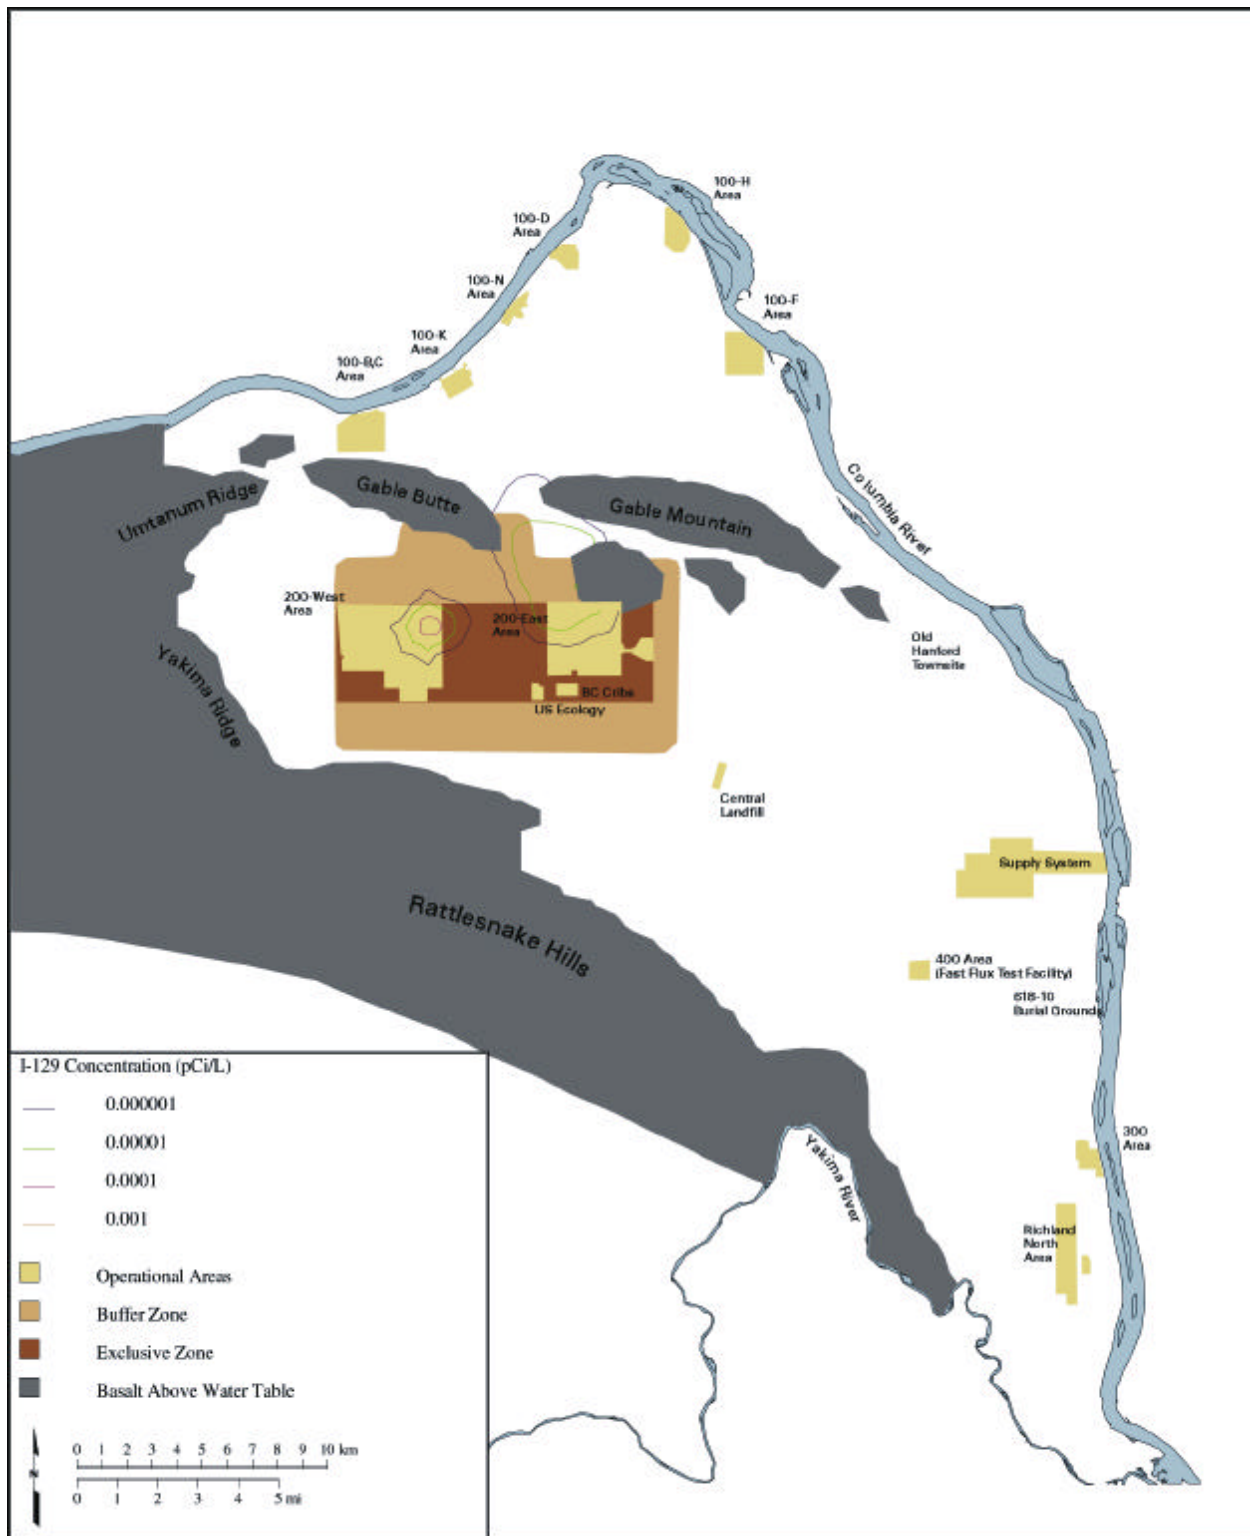 100-H
Area
100-D
Area
100-N
Area
100-F
Area
100-K
Area
100-B,C
Area
Columbia River
Umtanum Ridge
Gable Butte
Gable Mountain
200-West
Area
200-East
Area
Old
Hanford
Townsite
Yakima Ridge
BC Cribs
US Ecology
Central
Landfill
Supply System
Rattlesnake Hills
400 Area
(Fast Flux Test Facility)
618-10
Burial Grounds
300
Area
Yakima River
Richland
North
Area
I-129 Concentration (pCi/L)
0.000001
0.00001
0.0001
0.001
Operational Areas
Buffer Zone
Exclusive Zone
Basalt Above Water Table
N
0 1 2 3 4 5 6 7 8 9 10 km
0 1 2 3 4 5 mi